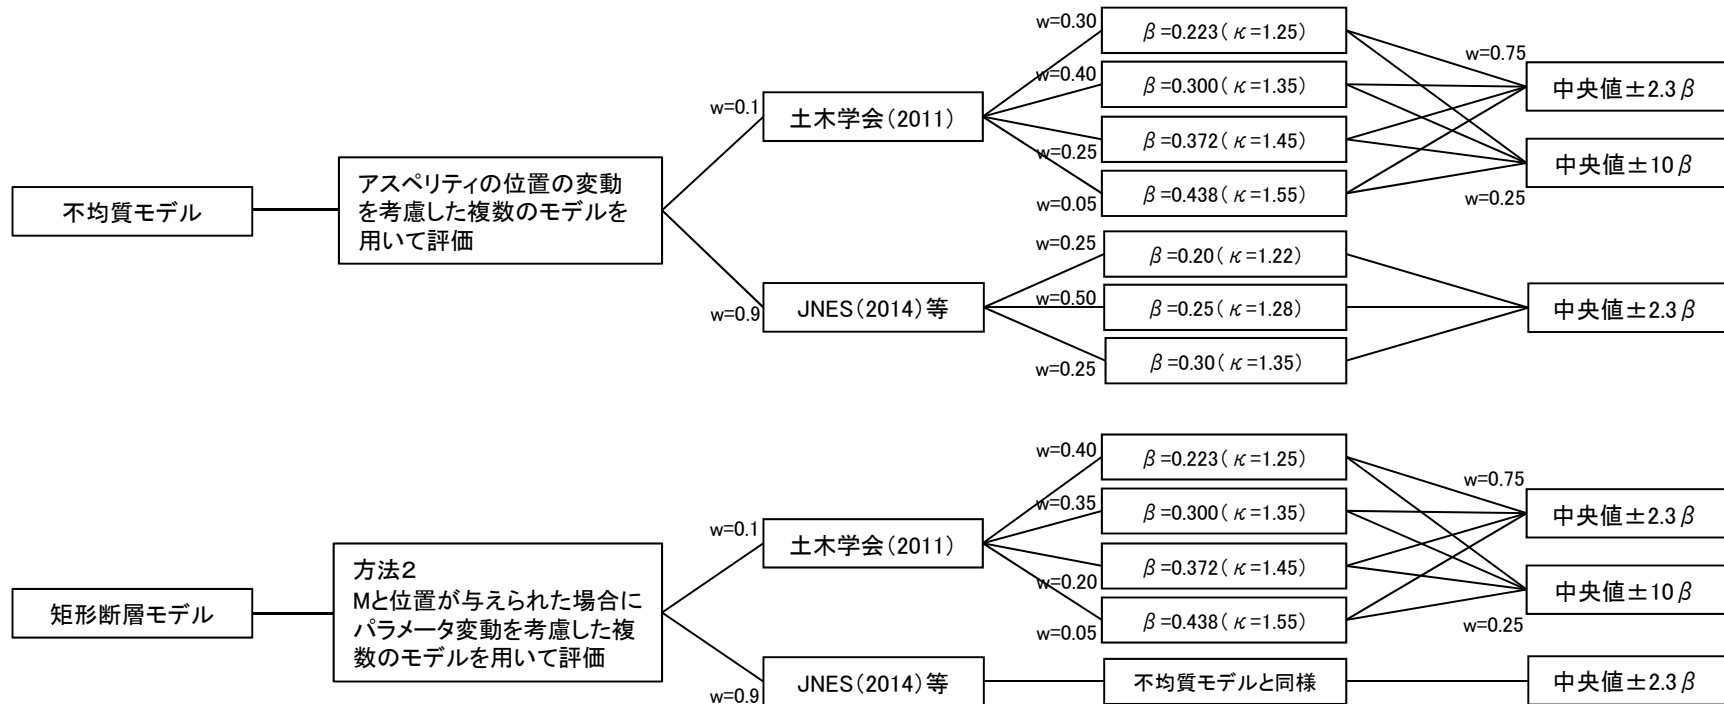 不均質モデル
アスペリティの位置の変動
を考慮した複数のモデルを
用いて評価
w=0.1
土木学会(2011)
w=0.30
β=0.223(κ=1.25)
w=0.40
β=0.300(κ=1.35)
w=0.25
β=0.372(κ=1.45)
w=0.05
β=0.438(κ=1.55)
w=0.75
中央値±2.3β
中央値±10β
w=0.25
w=0.9
JNES(2014)等
w=0.25
β=0.20(κ=1.22)
w=0.50
β=0.25(κ=1.28)
w=0.25
β=0.30(κ=1.35)
中央値±2.3β
矩形断層モデル
方法2
Mと位置が与えられた場合に
パラメータ変動を考慮した複
数のモデルを用いて評価
w=0.1
土木学会(2011)
w=0.40
β=0.223(κ=1.25)
w=0.35
β=0.300(κ=1.35)
w=0.20
β=0.372(κ=1.45)
w=0.05
β=0.438(κ=1.55)
w=0.75
中央値±2.3β
中央値±10β
w=0.25
w=0.9
JNES(2014)等
不均質モデルと同様
中央値±2.3β